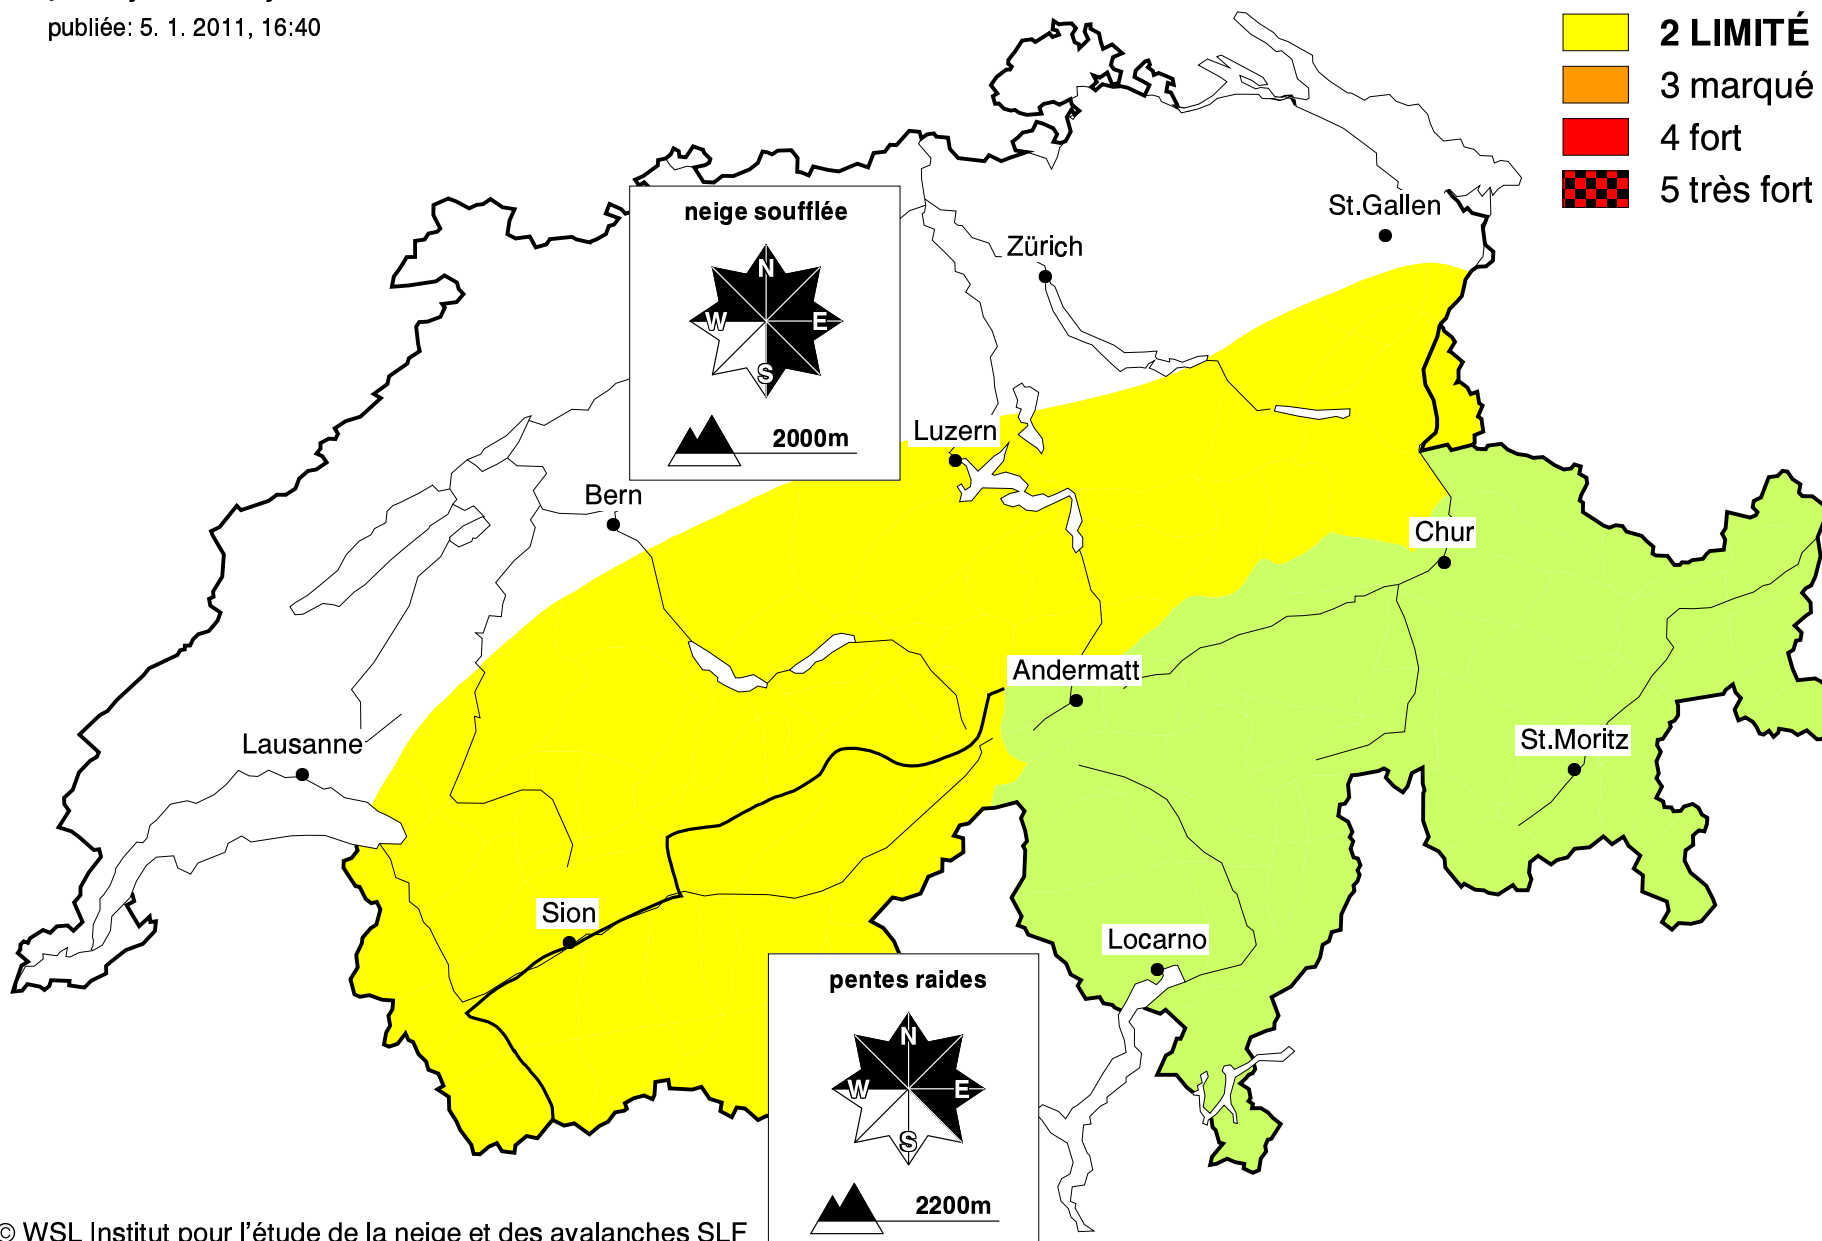 publiée: 5. 1. 2011, 16:40
2 LIMITÉ
3 marqué
4 fort
5 très fort
neige soufflée
N
W E
S
2000m
St.Gallen
Zürich
Luzern
Bern
Chur
Andermatt
St.Moritz
Lausanne
Sion
Locarno
pentes raides
N
W E
S
2200m
© WSL Institut pour l'étude de la neige et des avalanches SLF